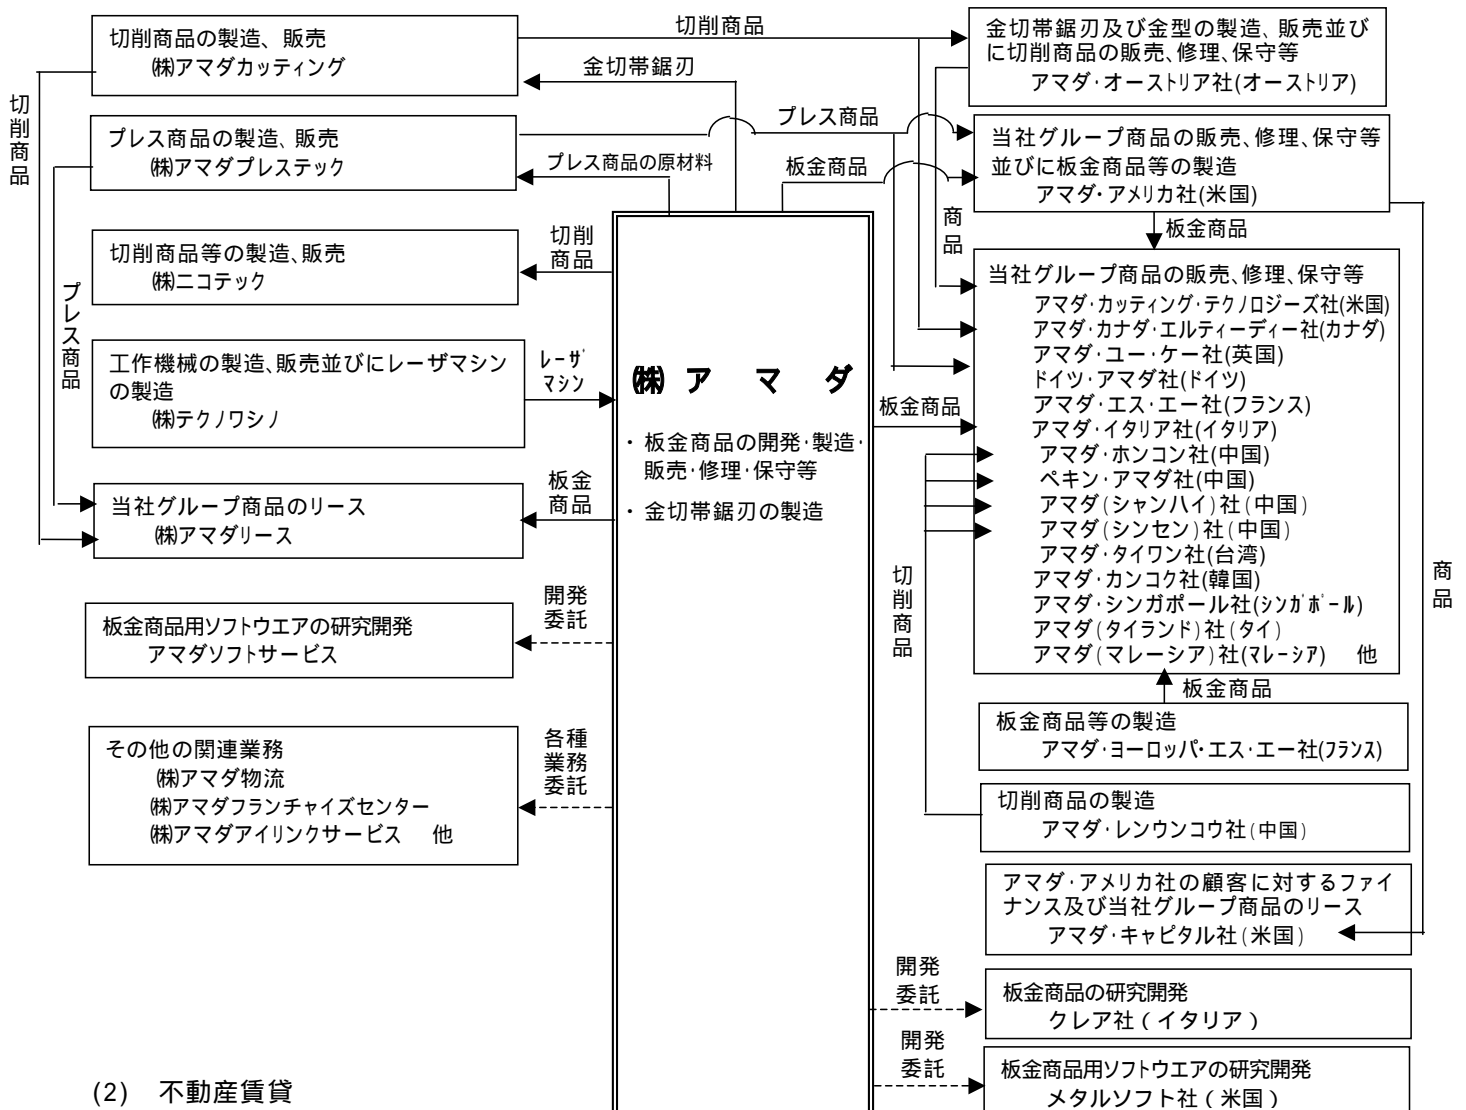 切削商品の製造、販売
㈱アマダカッティング
切削商品
金切帯鋸刃
切削商品
プレス商品の製造、販売
㈱アマダプレステック
プレス商品
プレス商品の原材料
板金商品
切削商品等の製造、販売
㈱ニコテック
切削
商品
プレス商品
工作機械の製造、販売並びにレーザマシン
の製造
㈱テクノワシノ
レーザ
マシン
当社グループ商品のリース
㈱アマダリース
板金
商品
板金商品用ソフトウエアの研究開発
アマダソフトサービス
開発
委託
その他の関連業務
㈱アマダ物流
㈱アマダフランチャイズセンター
㈱アマダアイリンクサービス　他
各種
業務
委託
㈱ ア マ ダ
・板金商品の開発・製造・
販売・修理・保守等
・金切帯鋸刃の製造
金切帯鋸刃及び金型の製造、販売並び
に切削商品の販売、修理、保守等
アマダ・オーストリア社(オーストリア)
当社グループ商品の販売、修理、保守等
並びに板金商品等の製造
アマダ・アメリカ社(米国)
商品
板金商品
当社グループ商品の販売、修理、保守等
アマダ・カッティング・テクノロジーズ社(米国)
アマダ・カナダ・エルティーディー社(カナダ)
アマダ・ユー・ケー社(英国)
ドイツ・アマダ社(ドイツ)
アマダ・エス・エー社(フランス)
アマダ・イタリア社(イタリア)
アマダ・ホンコン社(中国)
ペキン・アマダ社(中国)
アマダ(シャンハイ)社(中国)
アマダ(シンセン)社(中国)
アマダ・タイワン社(台湾)
アマダ・カンコク社(韓国)
アマダ・シンガポール社(シンガポール)
アマダ(タイランド)社(タイ)
アマダ(マレーシア)社(マレーシア)　他
板金商品
切削商品
商品
板金商品
板金商品等の製造
アマダ・ヨーロッパ・エス・エー社(フランス)
切削商品の製造
アマダ・レンウンコウ社(中国)
アマダ・アメリカ社の顧客に対するファイ
ナンス及び当社グループ商品のリース
アマダ・キャピタル社(米国)
開発
委託
板金商品の研究開発
クレア社(イタリア)
開発
委託
板金商品用ソフトウエアの研究開発
メタルソフト社(米国)
(2)　不動産賃貸